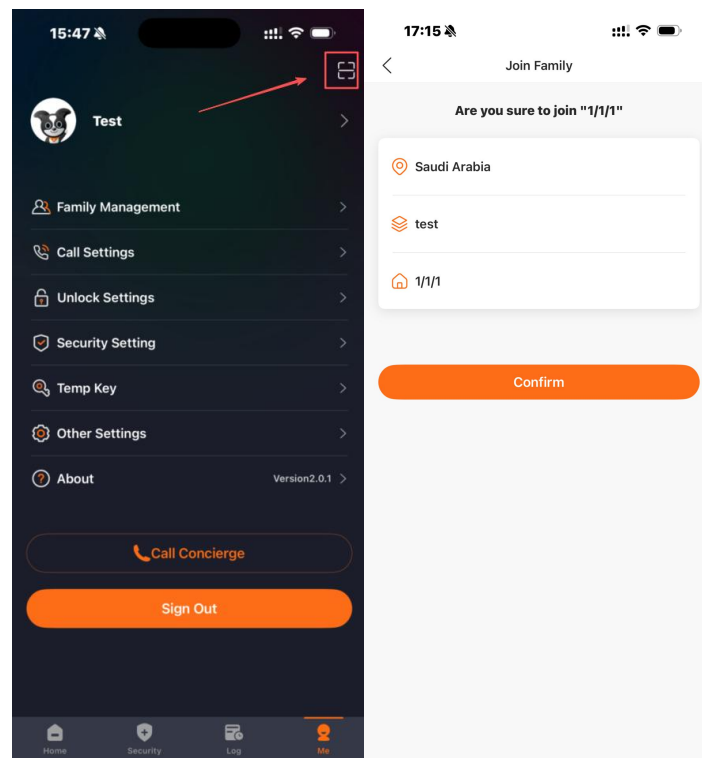 15:47
Test
Family Management
Call Settings
Unlock Settings
Security Setting
Temp Key
Other Settings
About
Version2.0.1
Call Concierge
Sign Out
Home
Security
Log
Me
17:15
Join Family
Are you sure to join "1/1/1"
Saudi Arabia
test
1/1/1
Confirm